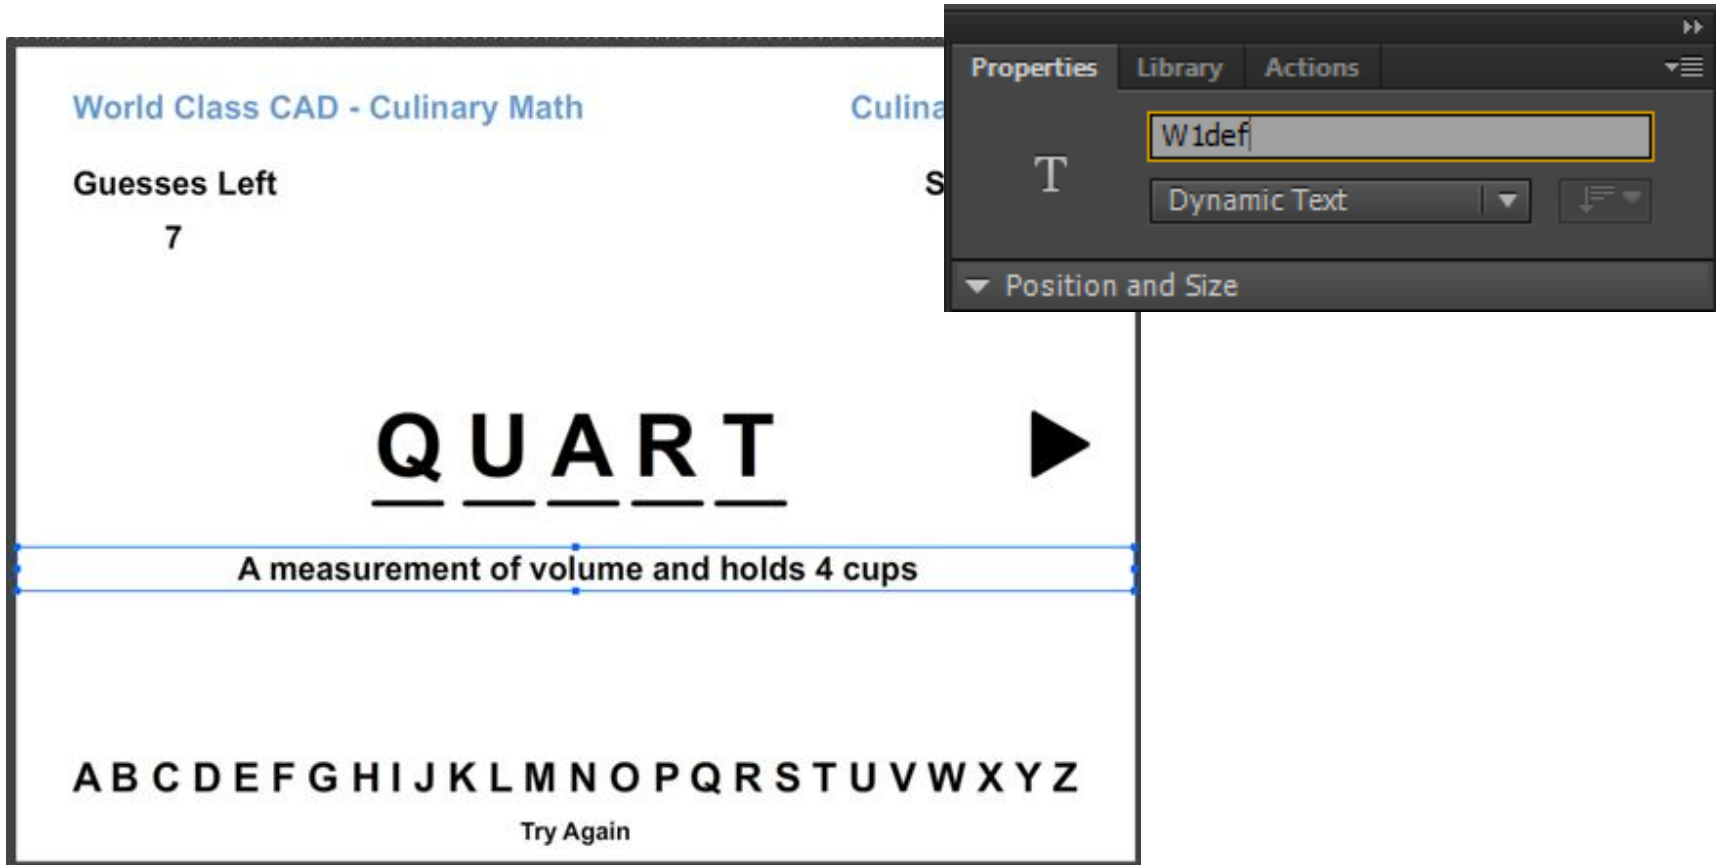 World Class CAD - Culinary Math
Guesses Left
7
QUART
A measurement of volume and holds 4 cups
A B C D E F G H I J K L M N O P Q R S T U V W X Y Z
Try Again
Properties Library Actions
T
W1def
Dynamic Text
Position and Size